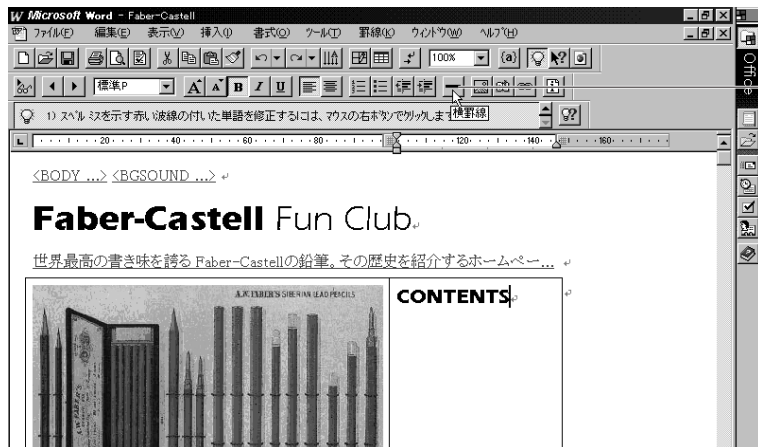 Microsoft Word - Faber-Castell
ファイル(F) 編集(E) 表示(V) 挿入(I) 書式(O) ツール(T) 罫線(K) ウィンドウ(W) ヘルプ(H)
100% {a}
標準P A A B I U
横罫線
1) スペル ミスを示す赤い波線の付いた単語を修正するには、マウスの右ボタンでクリックします
20 40 60 80 120 140 160
<BODY ...> <BGSOUND ...>
Faber-Castell Fun Club
世界最高の書き味を誇る Faber-Castellの鉛筆。その歴史を紹介するホームペー...
A.W.FABER'S SIBERIAN LEAD PENCILS
CONTENTS
Office